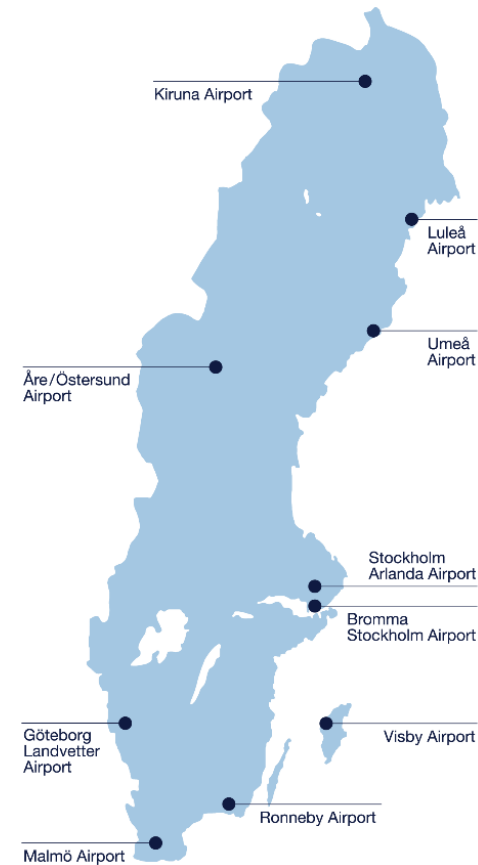 Kiruna Airport
Luleå
Airport
Umeå
Airport
Åre/Östersund
Airport
Stockholm
Arlanda Airport
Bromma
Stockholm Airport
Göteborg
Landvetter
Airport
Visby Airport
Ronneby Airport
Malmö Airport